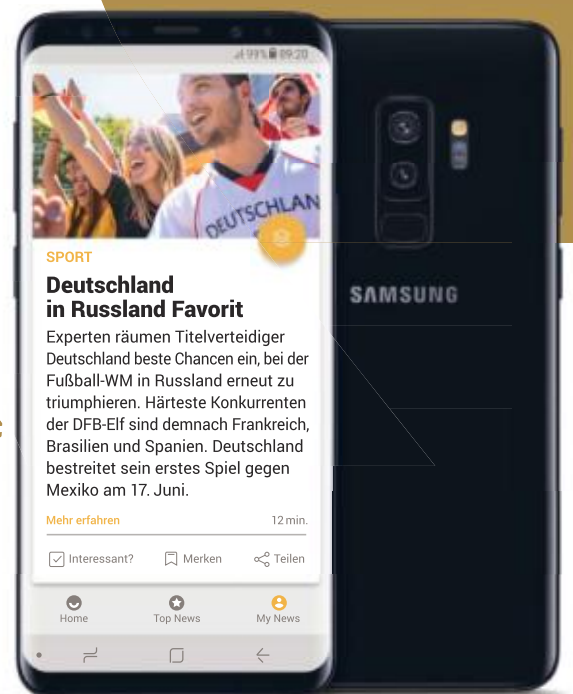 99% 09:20
DEUTSCHLAN
SPORT
Deutschland
in Russland Favorit
Experten räumen Titelverteidiger
Deutschland beste Chancen ein, bei der
Fußball-WM in Russland erneut zu
triumphieren. Härteste Konkurrenten
der DFB-Elf sind demnach Frankreich,
Brasilien und Spanien. Deutschland
bestreitet sein erstes Spiel gegen
Mexiko am 17. Juni.
Mehr erfahren 12 min.
Interessant? Merken Teilen
Home Top News My News
SAMSUNG